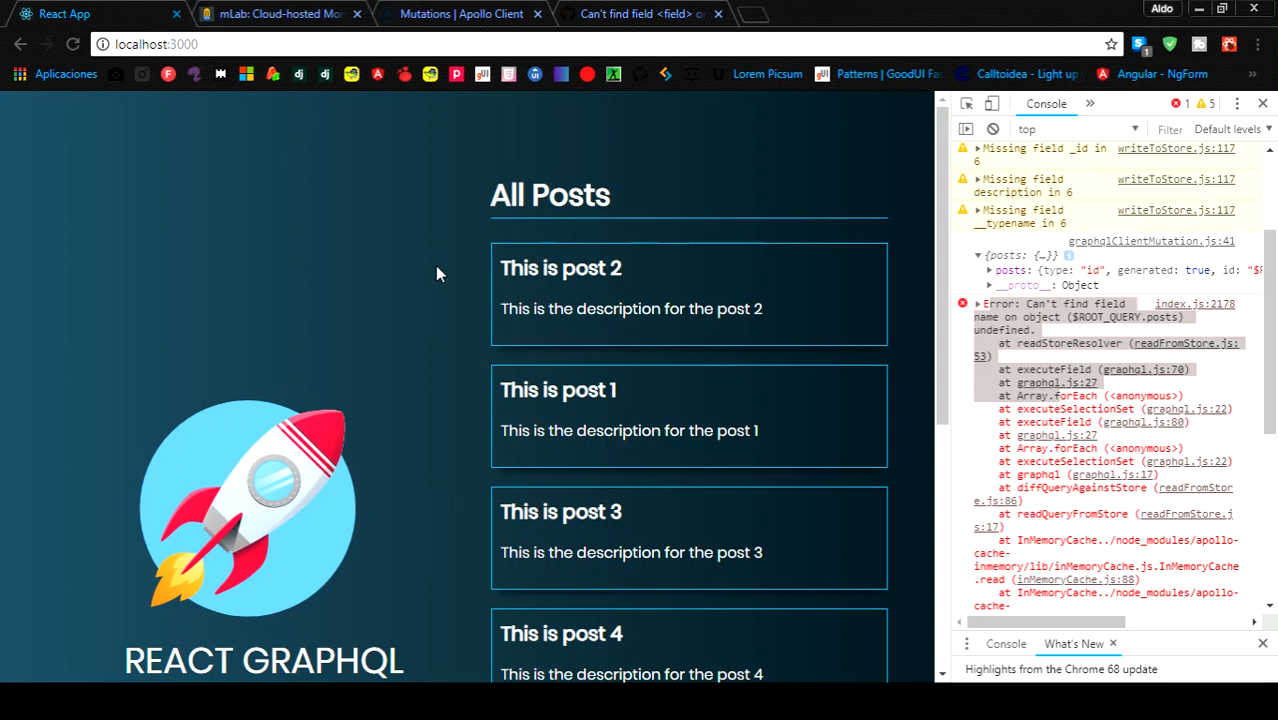 React App
mLab: Cloud-hosted Mon
Mutations | Apollo Client
Can't find field <field> on
Aldo
localhost:3000
Aplicaciones
Lorem Picsum
Patterns | GoodUI Fa
Calltoidea - Light up
Angular - NgForm
Console
1
5
top
Filter
Default levels
Missing field _id in
6
writeToStore.js:117
Missing field
description in 6
writeToStore.js:117
Missing field
__typename in 6
writeToStore.js:117
graphqlClientMutation.js:41
{posts: {…}}
posts: {type: "id", generated: true, id: "$R
__proto__: Object
Error: Can't find field
index.js:2178
name on object ($ROOT_QUERY.posts)
undefined.
at readStoreResolver (readFromStore.js:
53)
at executeField (graphql.js:70)
at graphql.js:27
at Array.forEach (<anonymous>)
at executeSelectionSet (graphql.js:22)
at executeField (graphql.js:80)
at graphql.js:27
at Array.forEach (<anonymous>)
at executeSelectionSet (graphql.js:22)
at graphql (graphql.js:17)
at diffQueryAgainstStore (readFromStor
e.js:86)
at readQueryFromStore (readFromStore.j
s:17)
at InMemoryCache../node_modules/apollo-
cache-
inmemory/lib/inMemoryCache.js.InMemoryCache
.read (inMemoryCache.js:88)
at InMemoryCache../node_modules/apollo-
cache-
Console
What's New
Highlights from the Chrome 68 update
All Posts
This is post 2
This is the description for the post 2
This is post 1
This is the description for the post 1
This is post 3
This is the description for the post 3
This is post 4
This is the description for the post 4
REACT GRAPHQL